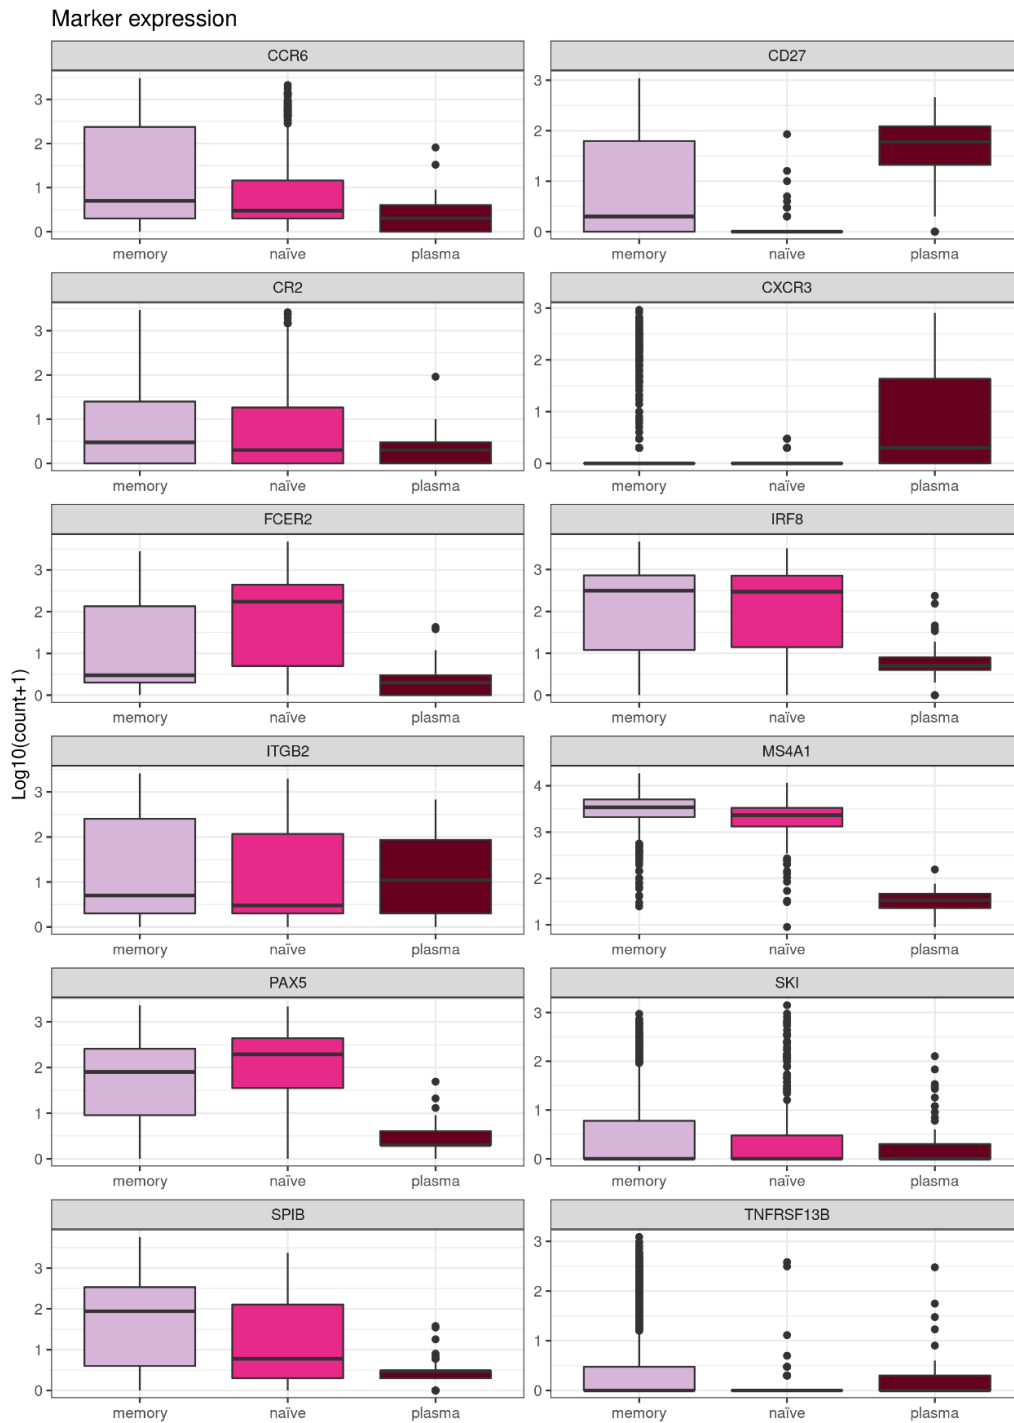 Marker expression
CCR6
CD27
3
2
1
0
memory naïve plasma
3
2
1
0
memory naïve plasma
CR2
CXCR3
3
2
1
0
memory naïve plasma
3
2
1
0
memory naïve plasma
FCER2
IRF8
3
2
1
0
memory naïve plasma
3
2
1
0
memory naïve plasma
Log10(count+1)
ITGB2
MS4A1
3
2
1
0
memory naïve plasma
4
3
2
1
memory naïve plasma
PAX5
SKI
3
2
1
0
memory naïve plasma
3
2
1
0
memory naïve plasma
SPIB
TNFRSF13B
3
2
1
0
memory naïve plasma
3
2
1
0
memory naïve plasma